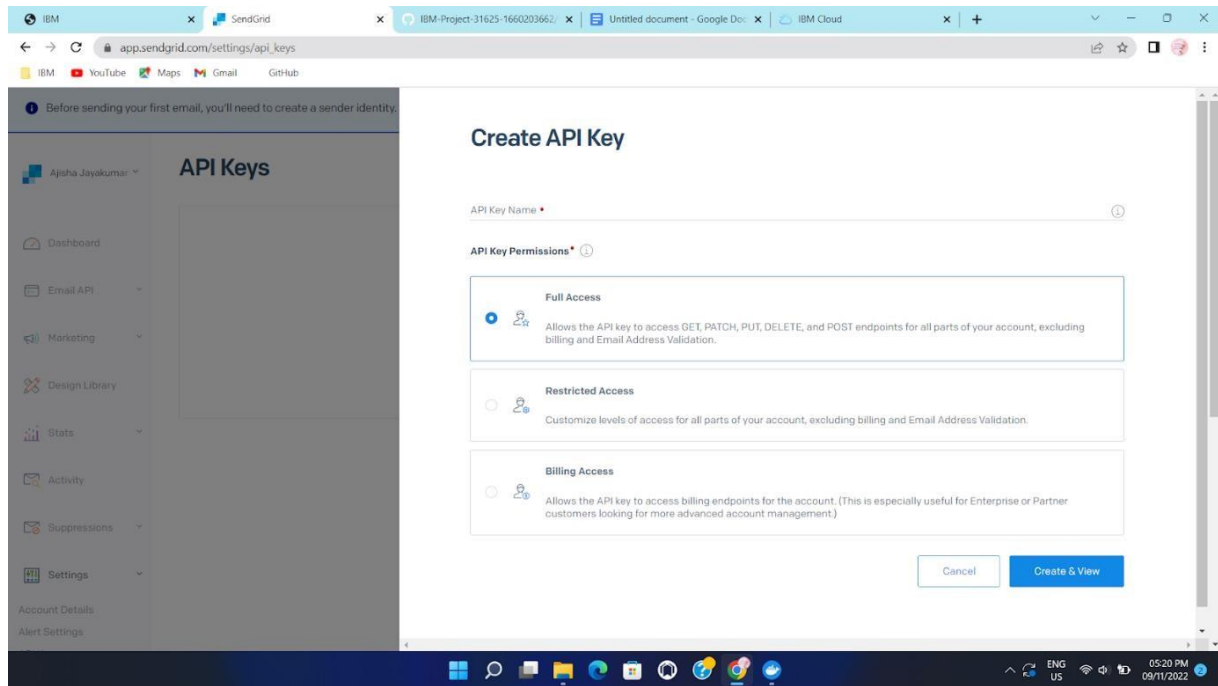 IBM
SendGrid
IBM-Project-31625-1660203662/
Untitled document - Google Doc
IBM Cloud
app.sendgrid.com/settings/api_keys
IBM
YouTube
Maps
Gmail
GitHub
Before sending your first email, you'll need to create a sender identity.
Ajisha Jayakumar
API Keys
Dashboard
Email API
Marketing
Design Library
Stats
Activity
Suppressions
Settings
Account Details
Alert Settings
Create API Key
API Key Name
API Key Permissions
Full Access
Allows the API key to access GET, PATCH, PUT, DELETE, and POST endpoints for all parts of your account, excluding
billing and Email Address Validation.
Restricted Access
Customize levels of access for all parts of your account, excluding billing and Email Address Validation.
Billing Access
Allows the API key to access billing endpoints for the account. (This is especially useful for Enterprise or Partner
customers looking for more advanced account management.)
Cancel
Create & View
ENG
US
05:20 PM
09/11/2022
2